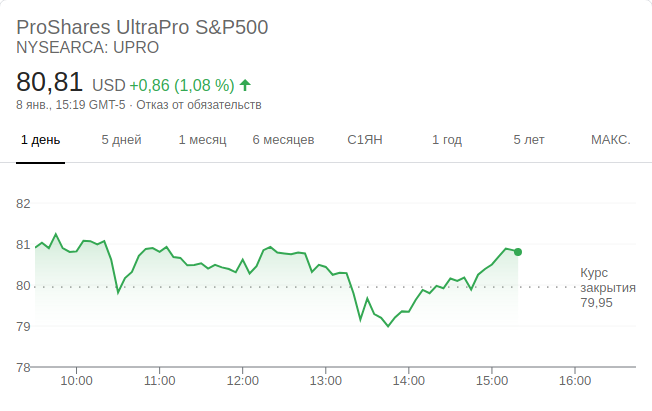 ProShares UltraPro S&P500
NYSEARCA: UPRO
80,81 USD +0,86 (1,08 %)
8 янв., 15:19 GMT-5 · Отказ от обязательств
1 день 5 дней 1 месяц 6 месяцев С1ЯН 1 год 5 лет МАКС.
82
81
80
79
78
Курс
закрытия
79,95
10:00 11:00 12:00 13:00 14:00 15:00 16:00